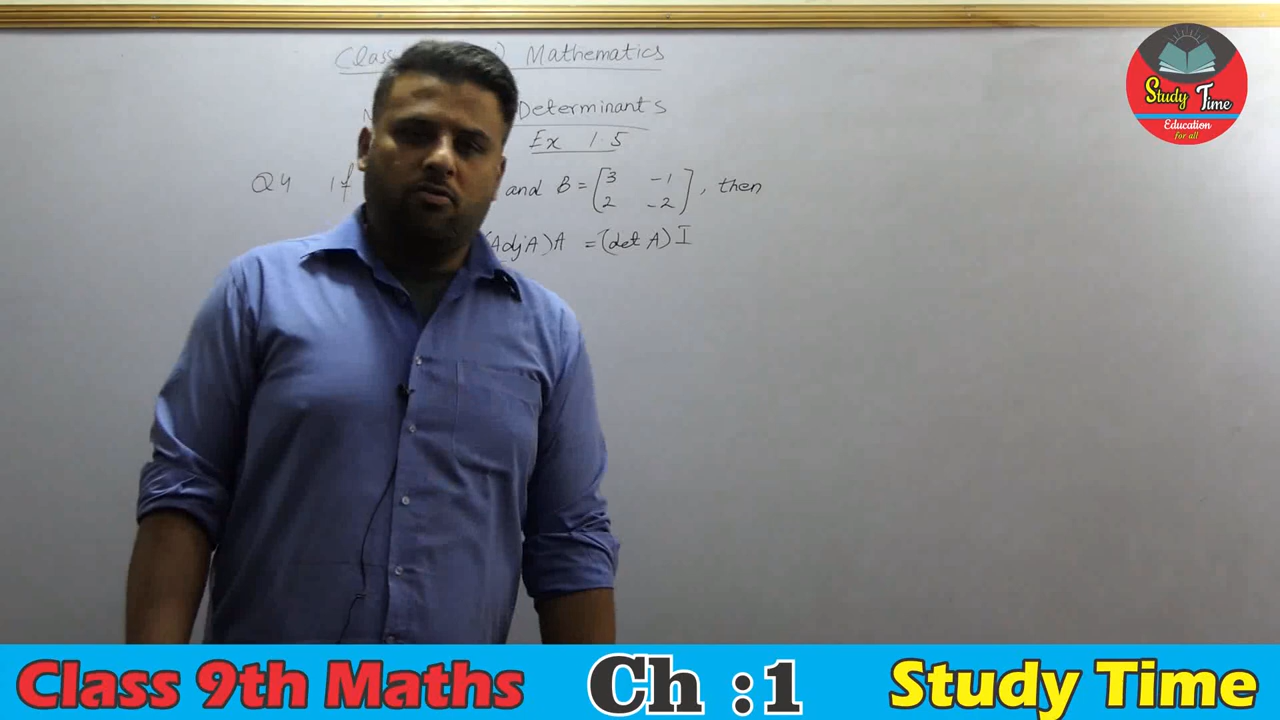 Class Mathematics
Determinants
Ex 1.5
Q4 If and B = [3 -1
2 -2], then
(Adj A) A = (det A) I
Study Time
Education
for all
Class 9th Maths Ch :1 Study Time